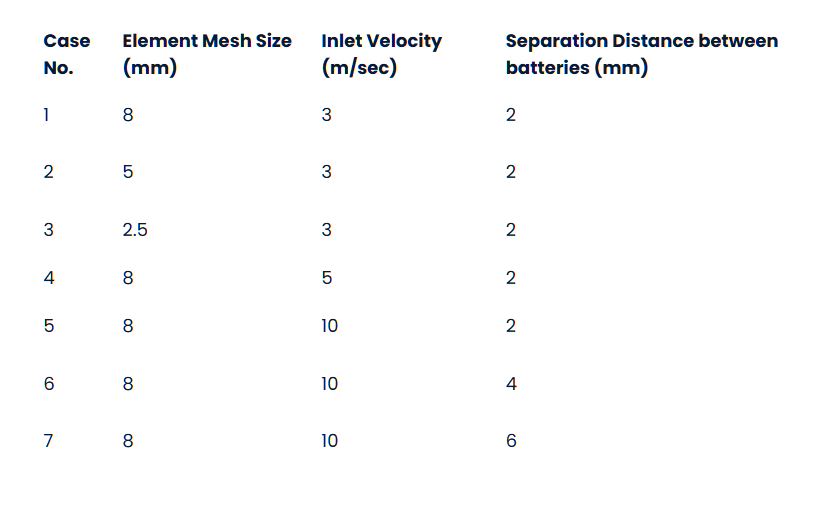 Case Element Mesh Size Inlet Velocity Separation Distance between
No. (mm) (m/sec) batteries (mm)
1 8 3 2
2 5 3 2
3 2.5 3 2
4 8 5 2
5 8 10 2
6 8 10 4
7 8 10 6